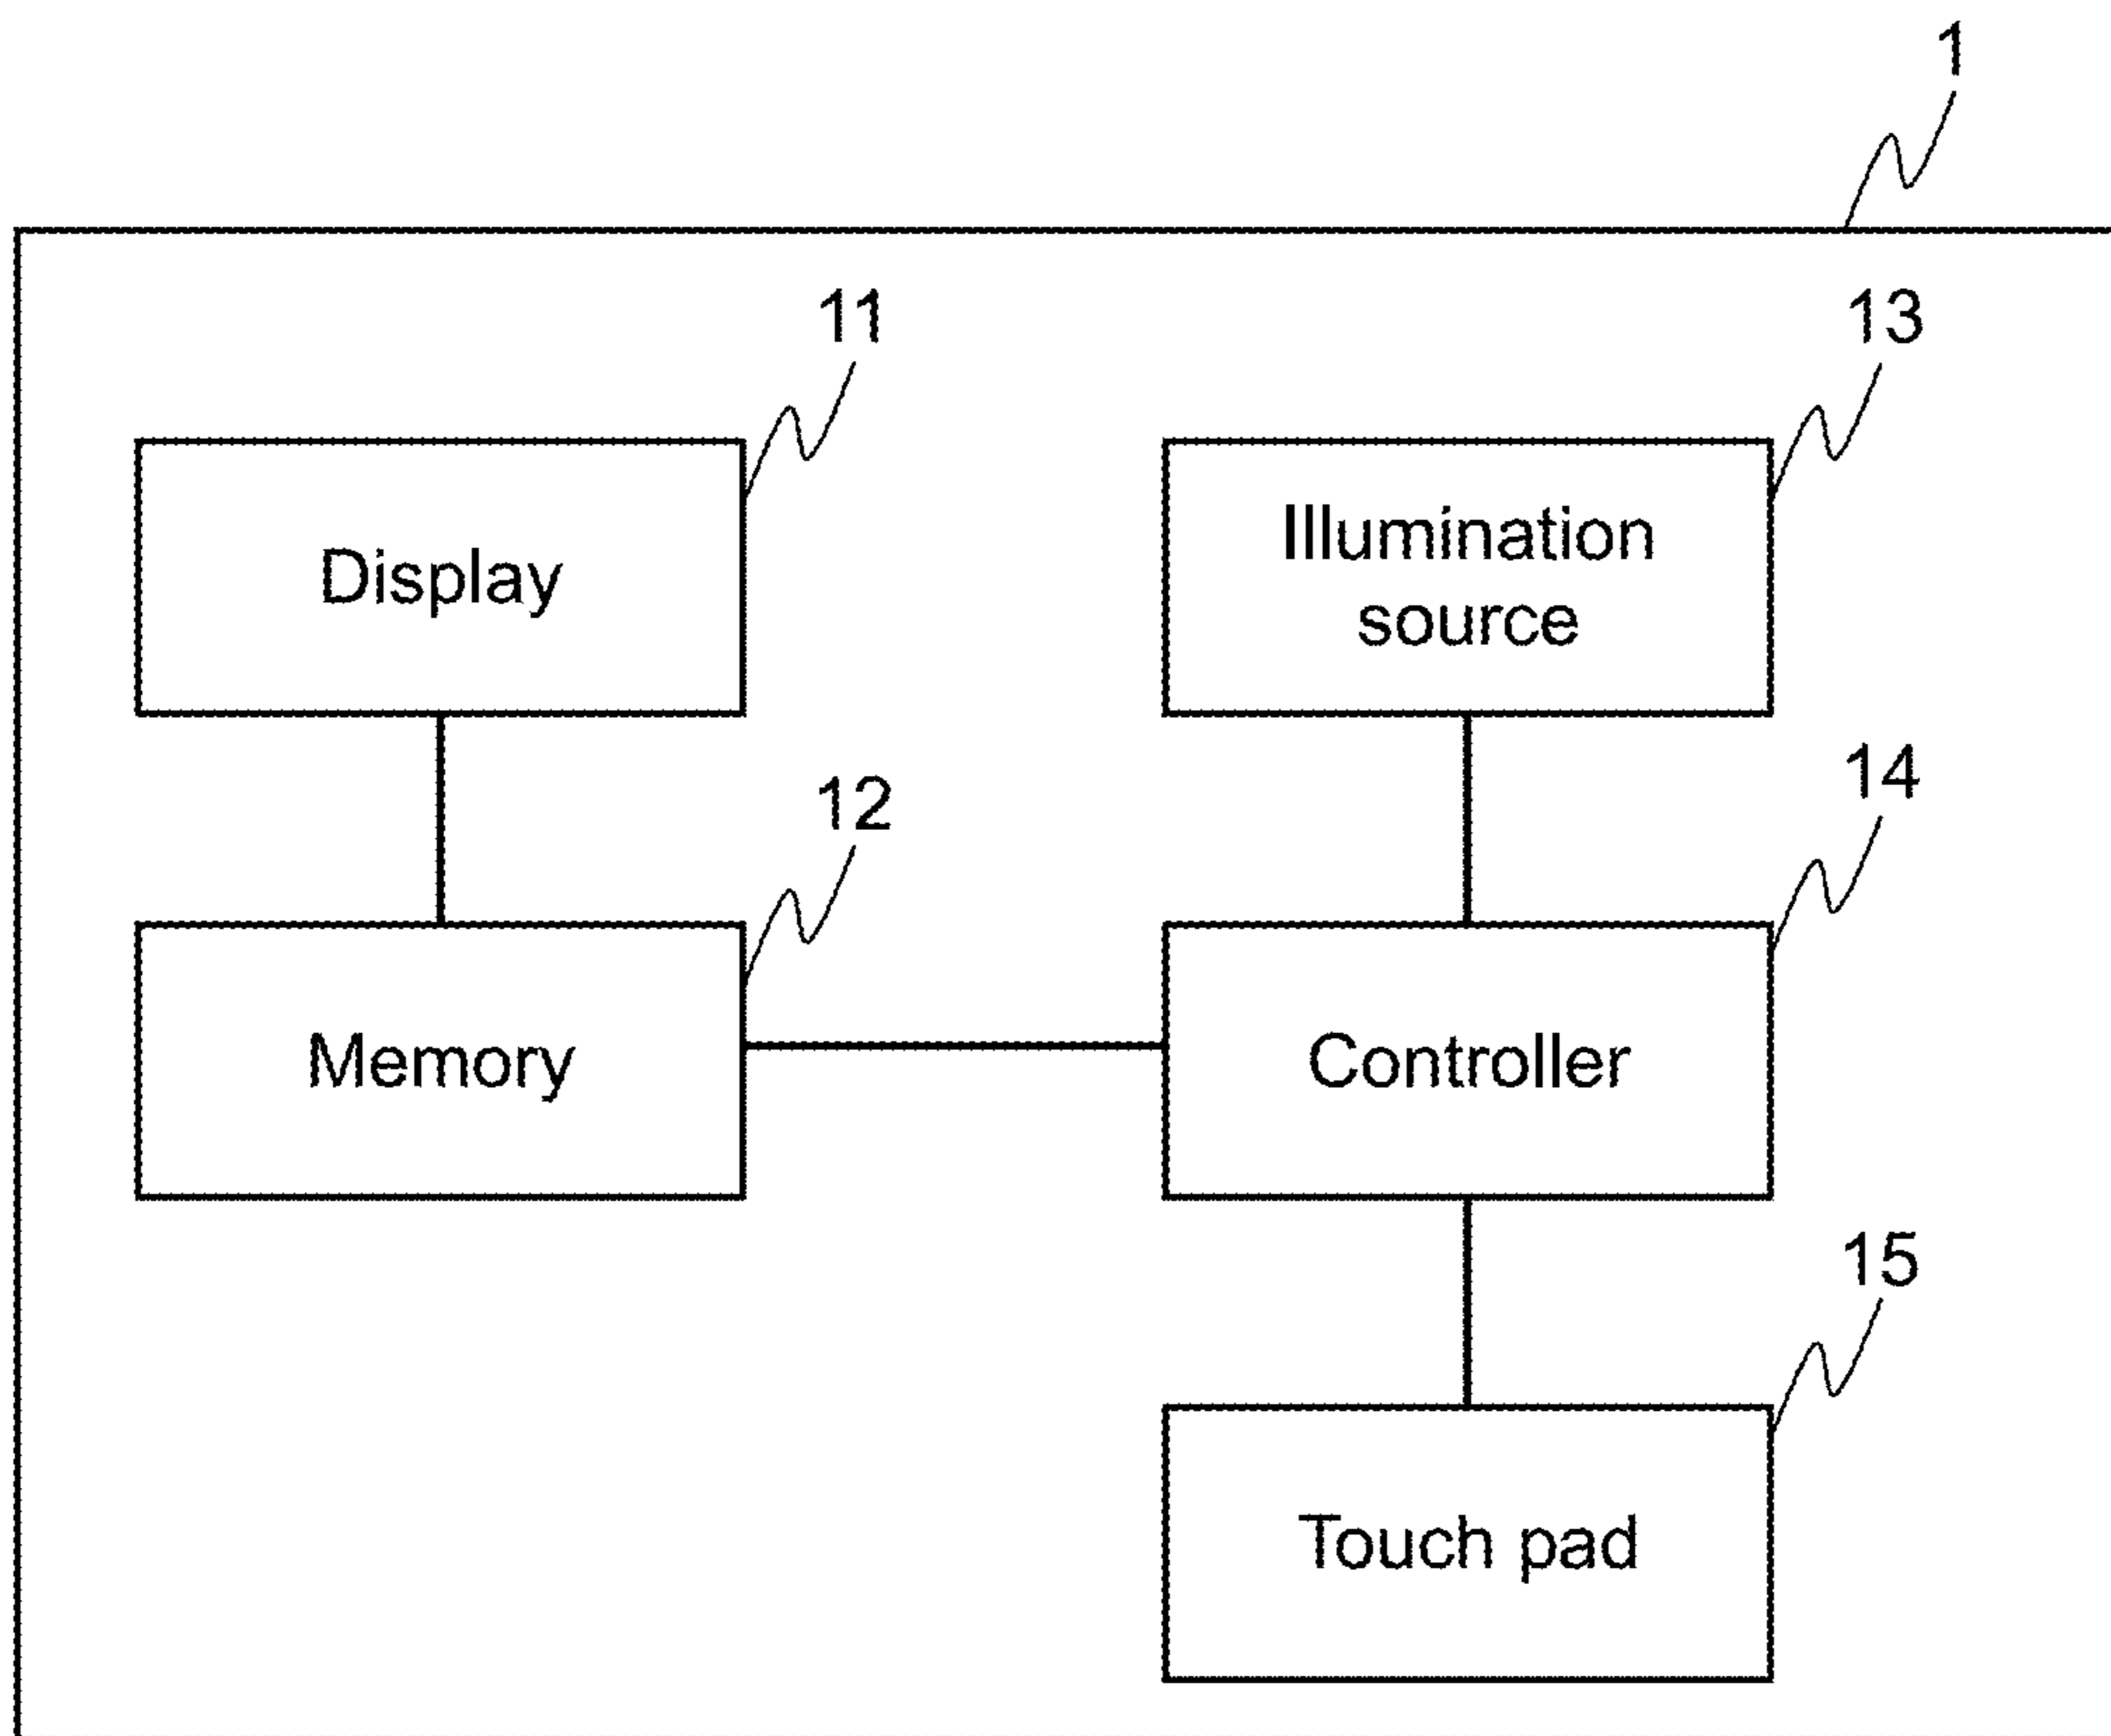 1
11
13
Display
Illumination
source
12
14
Memory
Controller
15
Touch pad